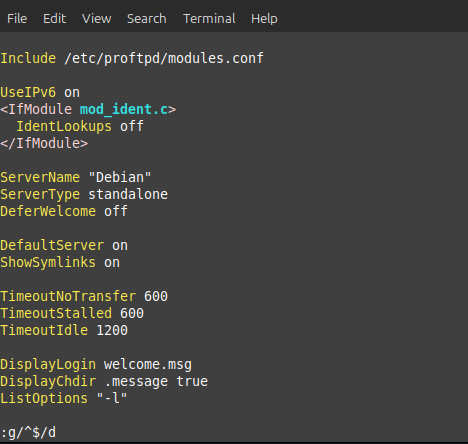 File Edit View Search Terminal Help
Include /etc/proftpd/modules.conf
UseIPv6 on
<IfModule mod_ident.c>
  IdentLookups off
</IfModule>
ServerName "Debian"
ServerType standalone
DeferWelcome off
DefaultServer on
ShowSymlinks on
TimeoutNoTransfer 600
TimeoutStalled 600
TimeoutIdle 1200
DisplayLogin welcome.msg
DisplayChdir .message true
ListOptions "-l"
:g/^$/d